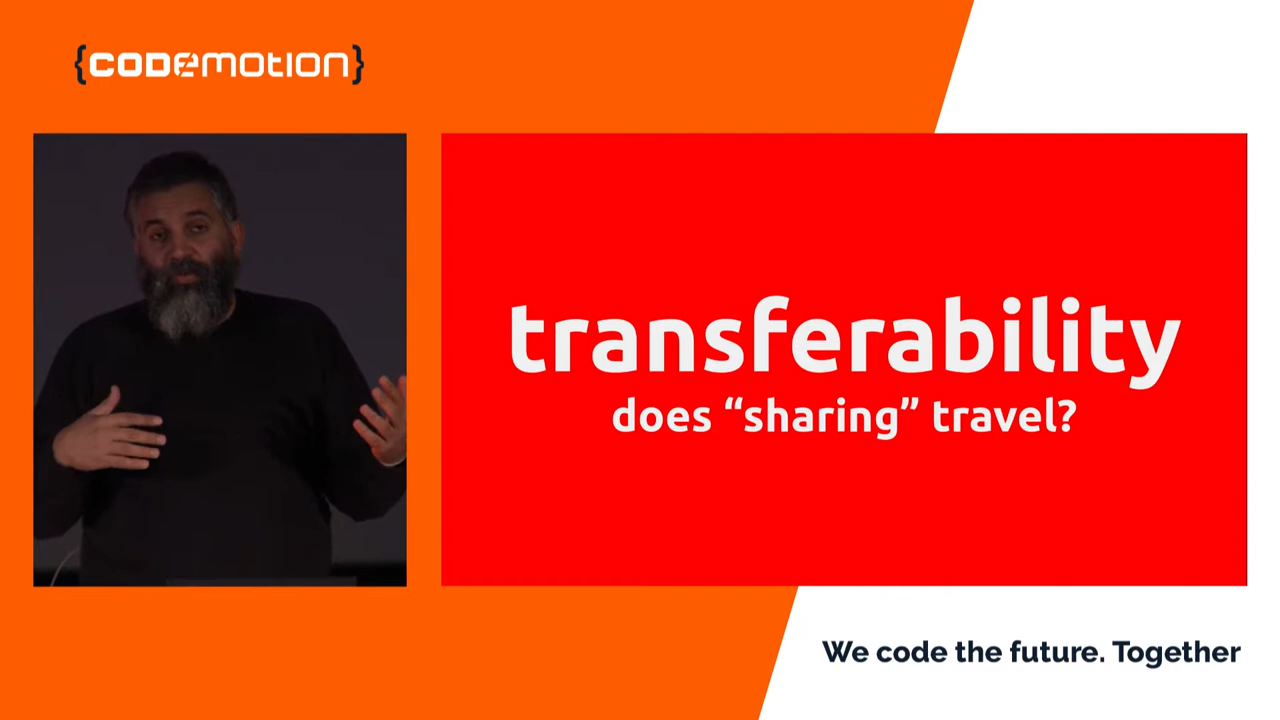 {CODEMOTION}
transferability
does “sharing” travel?
We code the future. Together